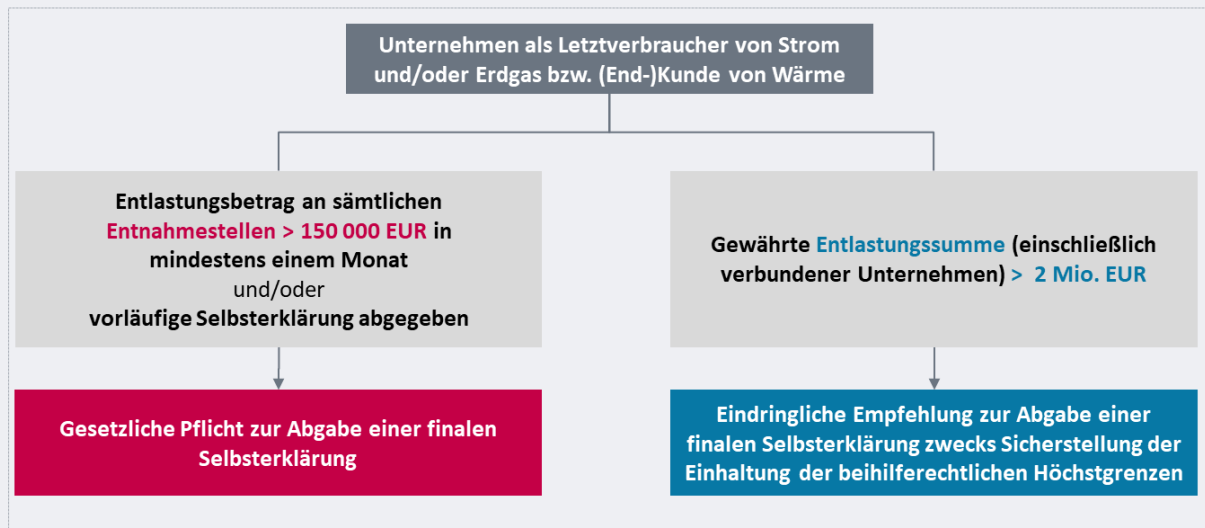 Unternehmen als Letztverbraucher von Strom
und/oder Erdgas bzw. (End-)Kunde von Wärme
Entlastungsbetrag an sämtlichen
Entnahmestellen > 150 000 EUR in
mindestens einem Monat
und/oder
vorläufige Selbsterklärung abgegeben
Gewährte Entlastungssumme (einschließlich
verbundener Unternehmen) > 2 Mio. EUR
Gesetzliche Pflicht zur Abgabe einer finalen
Selbsterklärung
Eindringliche Empfehlung zur Abgabe einer
finalen Selbsterklärung zwecks Sicherstellung der
Einhaltung der beihilferechtlichen Höchstgrenzen